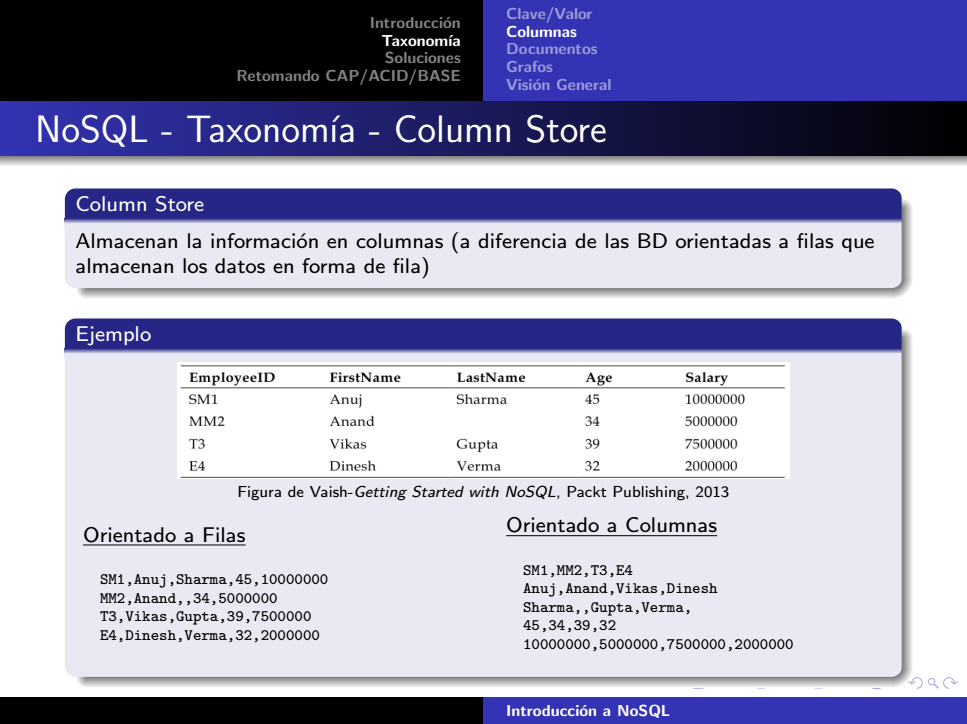 Introducción
Taxonomía
Soluciones
Retomando CAP/ACID/BASE
Clave/Valor
Columnas
Documentos
Grafos
Visión General
NoSQL - Taxonomía - Column Store
Column Store
Almacenan la información en columnas (a diferencia de las BD orientadas a filas que
almacenan los datos en forma de fila)
Ejemplo
EmployeeID FirstName LastName Age Salary
SM1 Anuj Sharma 45 10000000
MM2 Anand 34 5000000
T3 Vikas Gupta 39 7500000
E4 Dinesh Verma 32 2000000
Figura de Vaish-Getting Started with NoSQL, Packt Publishing, 2013
Orientado a Filas
SM1,Anuj,Sharma,45,10000000
MM2,Anand,,34,5000000
T3,Vikas,Gupta,39,7500000
E4,Dinesh,Verma,32,2000000
Orientado a Columnas
SM1,MM2,T3,E4
Anuj,Anand,Vikas,Dinesh
Sharma,,Gupta,Verma,
45,34,39,32
10000000,5000000,7500000,2000000
Introducción a NoSQL